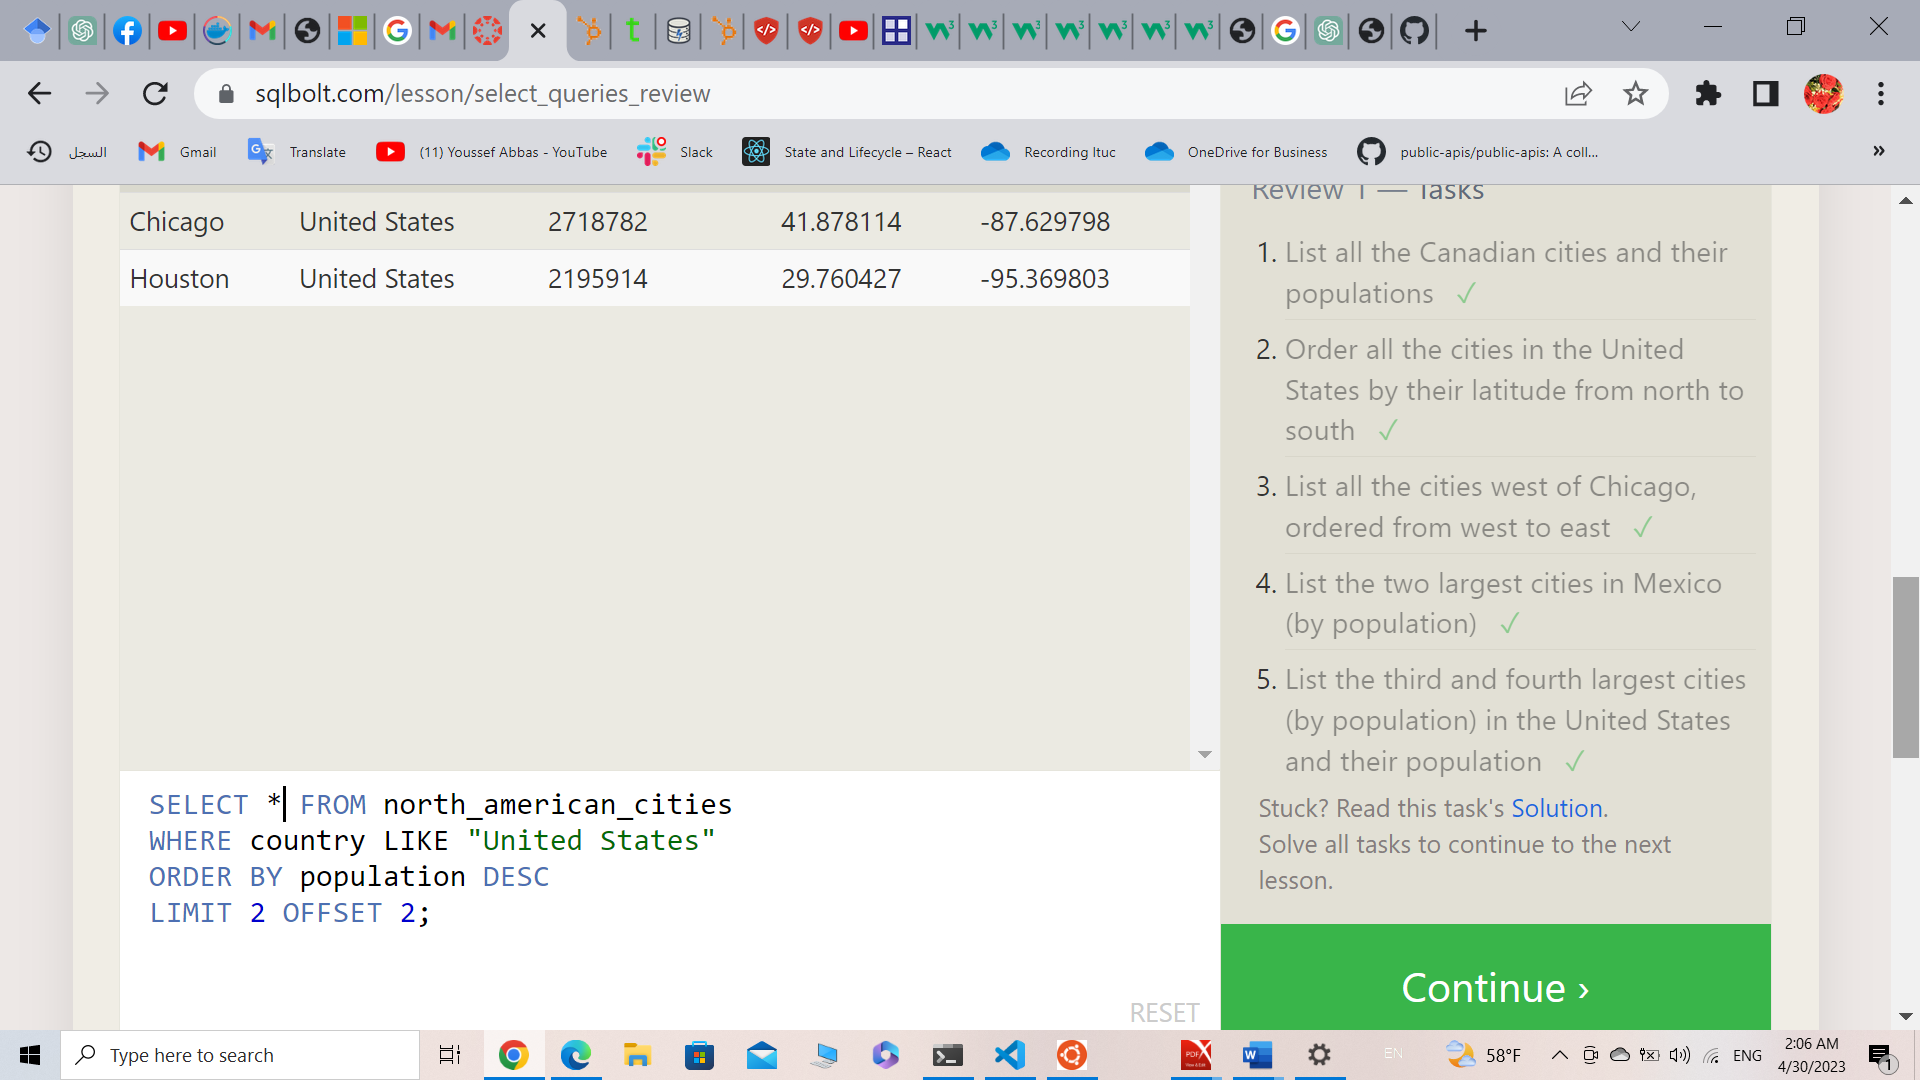 sqlbolt.com/lesson/select_queries_review
السجل
Gmail
Translate
(11) Youssef Abbas - YouTube
Slack
State and Lifecycle – React
Recording Ituc
OneDrive for Business
public-apis/public-apis: A coll...
»
Chicago United States 2718782 41.878114 -87.629798
Houston United States 2195914 29.760427 -95.369803
SELECT * FROM north_american_cities
WHERE country LIKE "United States"
ORDER BY population DESC
LIMIT 2 OFFSET 2;
RESET
Review 1 — Tasks
1. List all the Canadian cities and their
populations ✓
2. Order all the cities in the United
States by their latitude from north to
south ✓
3. List all the cities west of Chicago,
ordered from west to east ✓
4. List the two largest cities in Mexico
(by population) ✓
5. List the third and fourth largest cities
(by population) in the United States
and their population ✓
Stuck? Read this task's Solution.
Solve all tasks to continue to the next
lesson.
Continue ›
Type here to search
EN
58°F
ENG
2:06 AM
4/30/2023
1